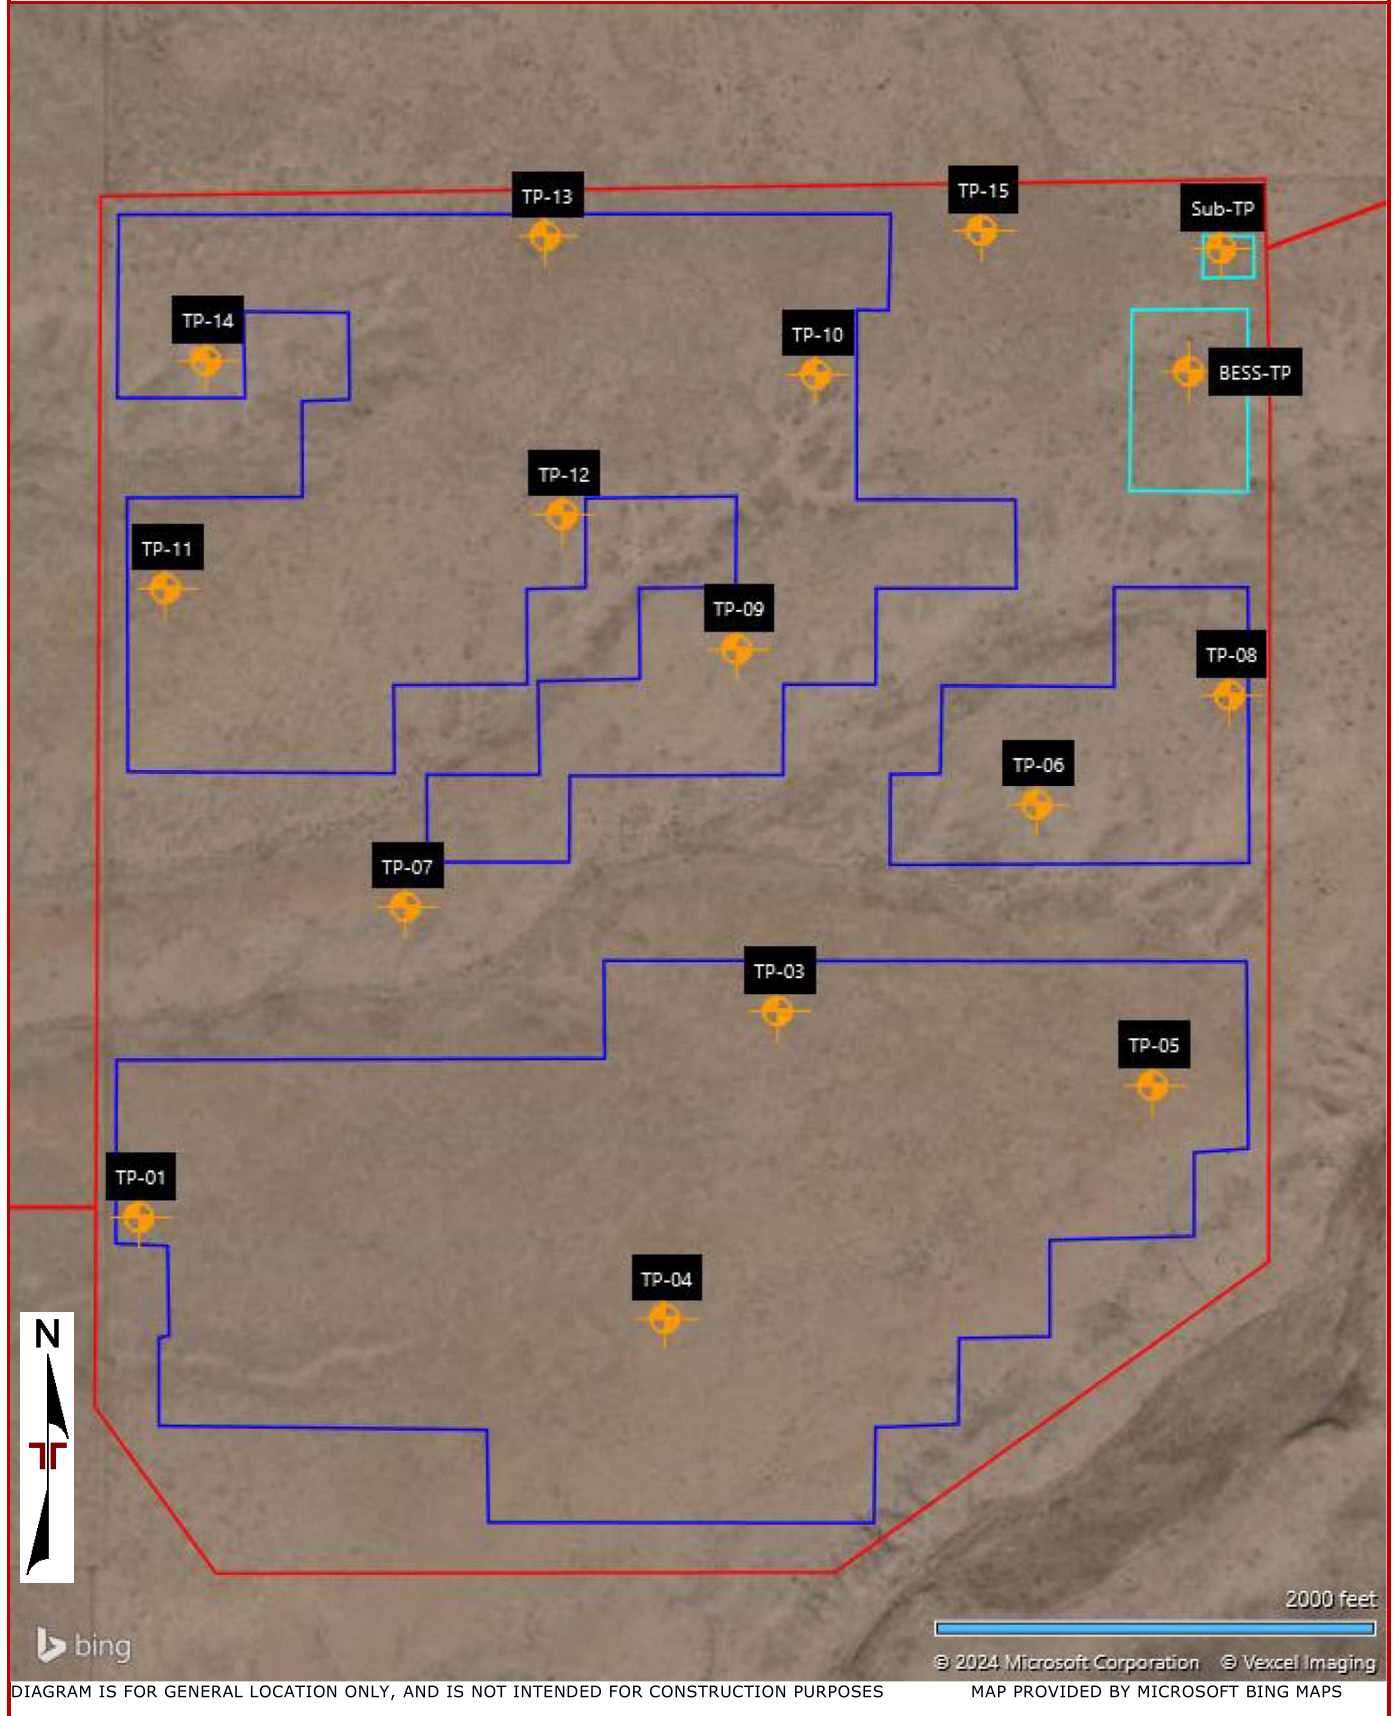 TP-13
TP-15
Sub-TP
TP-14
TP-10
BESS-TP
TP-12
TP-11
TP-09
TP-08
TP-06
TP-07
TP-03
TP-05
TP-01
TP-04
N
2000 feet
bing
© 2024 Microsoft Corporation © Vexcel Imaging
DIAGRAM IS FOR GENERAL LOCATION ONLY, AND IS NOT INTENDED FOR CONSTRUCTION PURPOSES
MAP PROVIDED BY MICROSOFT BING MAPS